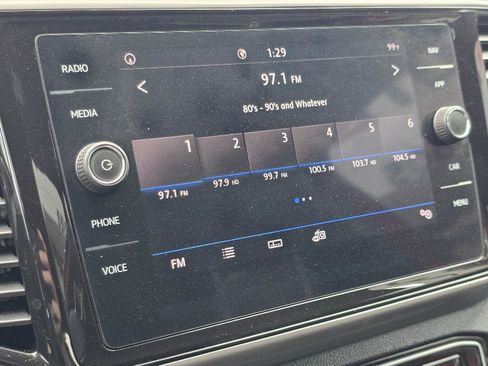 1:29
99°F
RADIO
97.1 FM
NAV
80's - 90's and Whatever
MEDIA
APP
1 2 3 4 5 6
97.1 FM 97.9 HD 99.7 FM 100.5 FM 103.7 HD 104.5 HD
PHONE
CAR
MENU
VOICE
FM